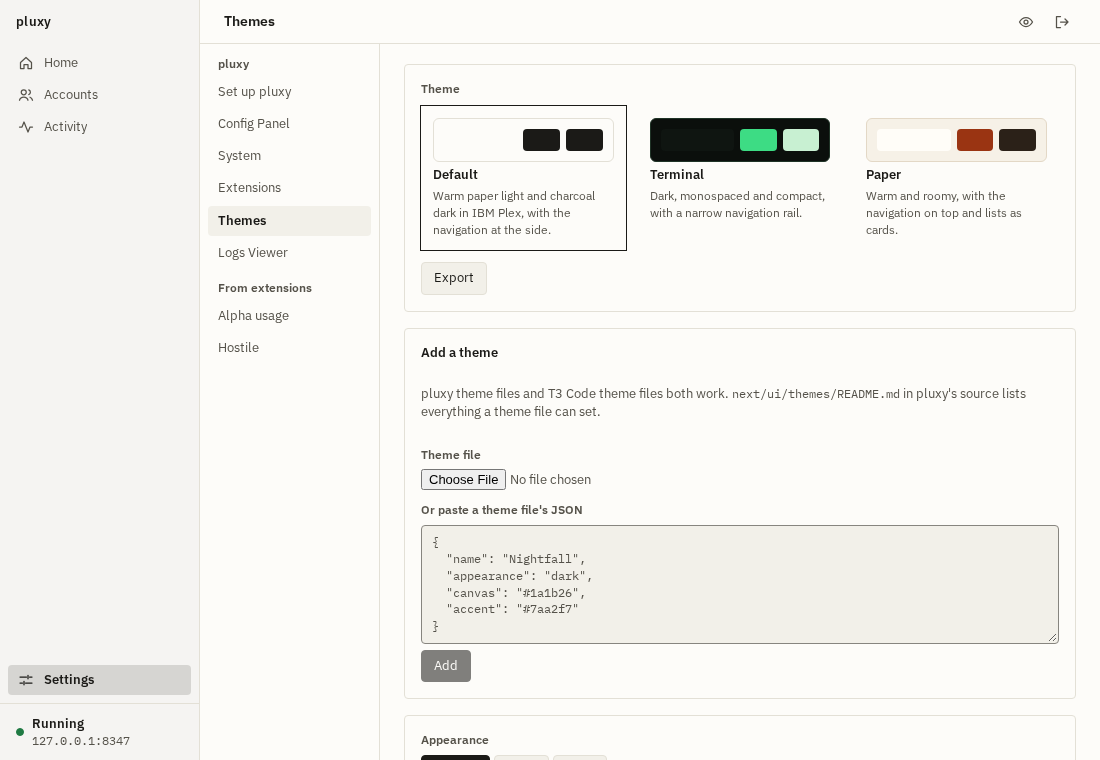 pluxy
Themes
Home
Accounts
Activity
Settings
Running
127.0.0.1:8347
pluxy
Set up pluxy
Config Panel
System
Extensions
Themes
Logs Viewer
From extensions
Alpha usage
Hostile
Theme
Default
Warm paper light and charcoal
dark in IBM Plex, with the
navigation at the side.
Terminal
Dark, monospaced and compact,
with a narrow navigation rail.
Paper
Warm and roomy, with the
navigation on top and lists as
cards.
Export
Add a theme
pluxy theme files and T3 Code theme files both work. next/ui/themes/README.md in pluxy's source lists
everything a theme file can set.
Theme file
Choose File No file chosen
Or paste a theme file's JSON
{
"name": "Nightfall",
"appearance": "dark",
"canvas": "#1a1b26",
"accent": "#7aa2f7"
}
Add
Appearance